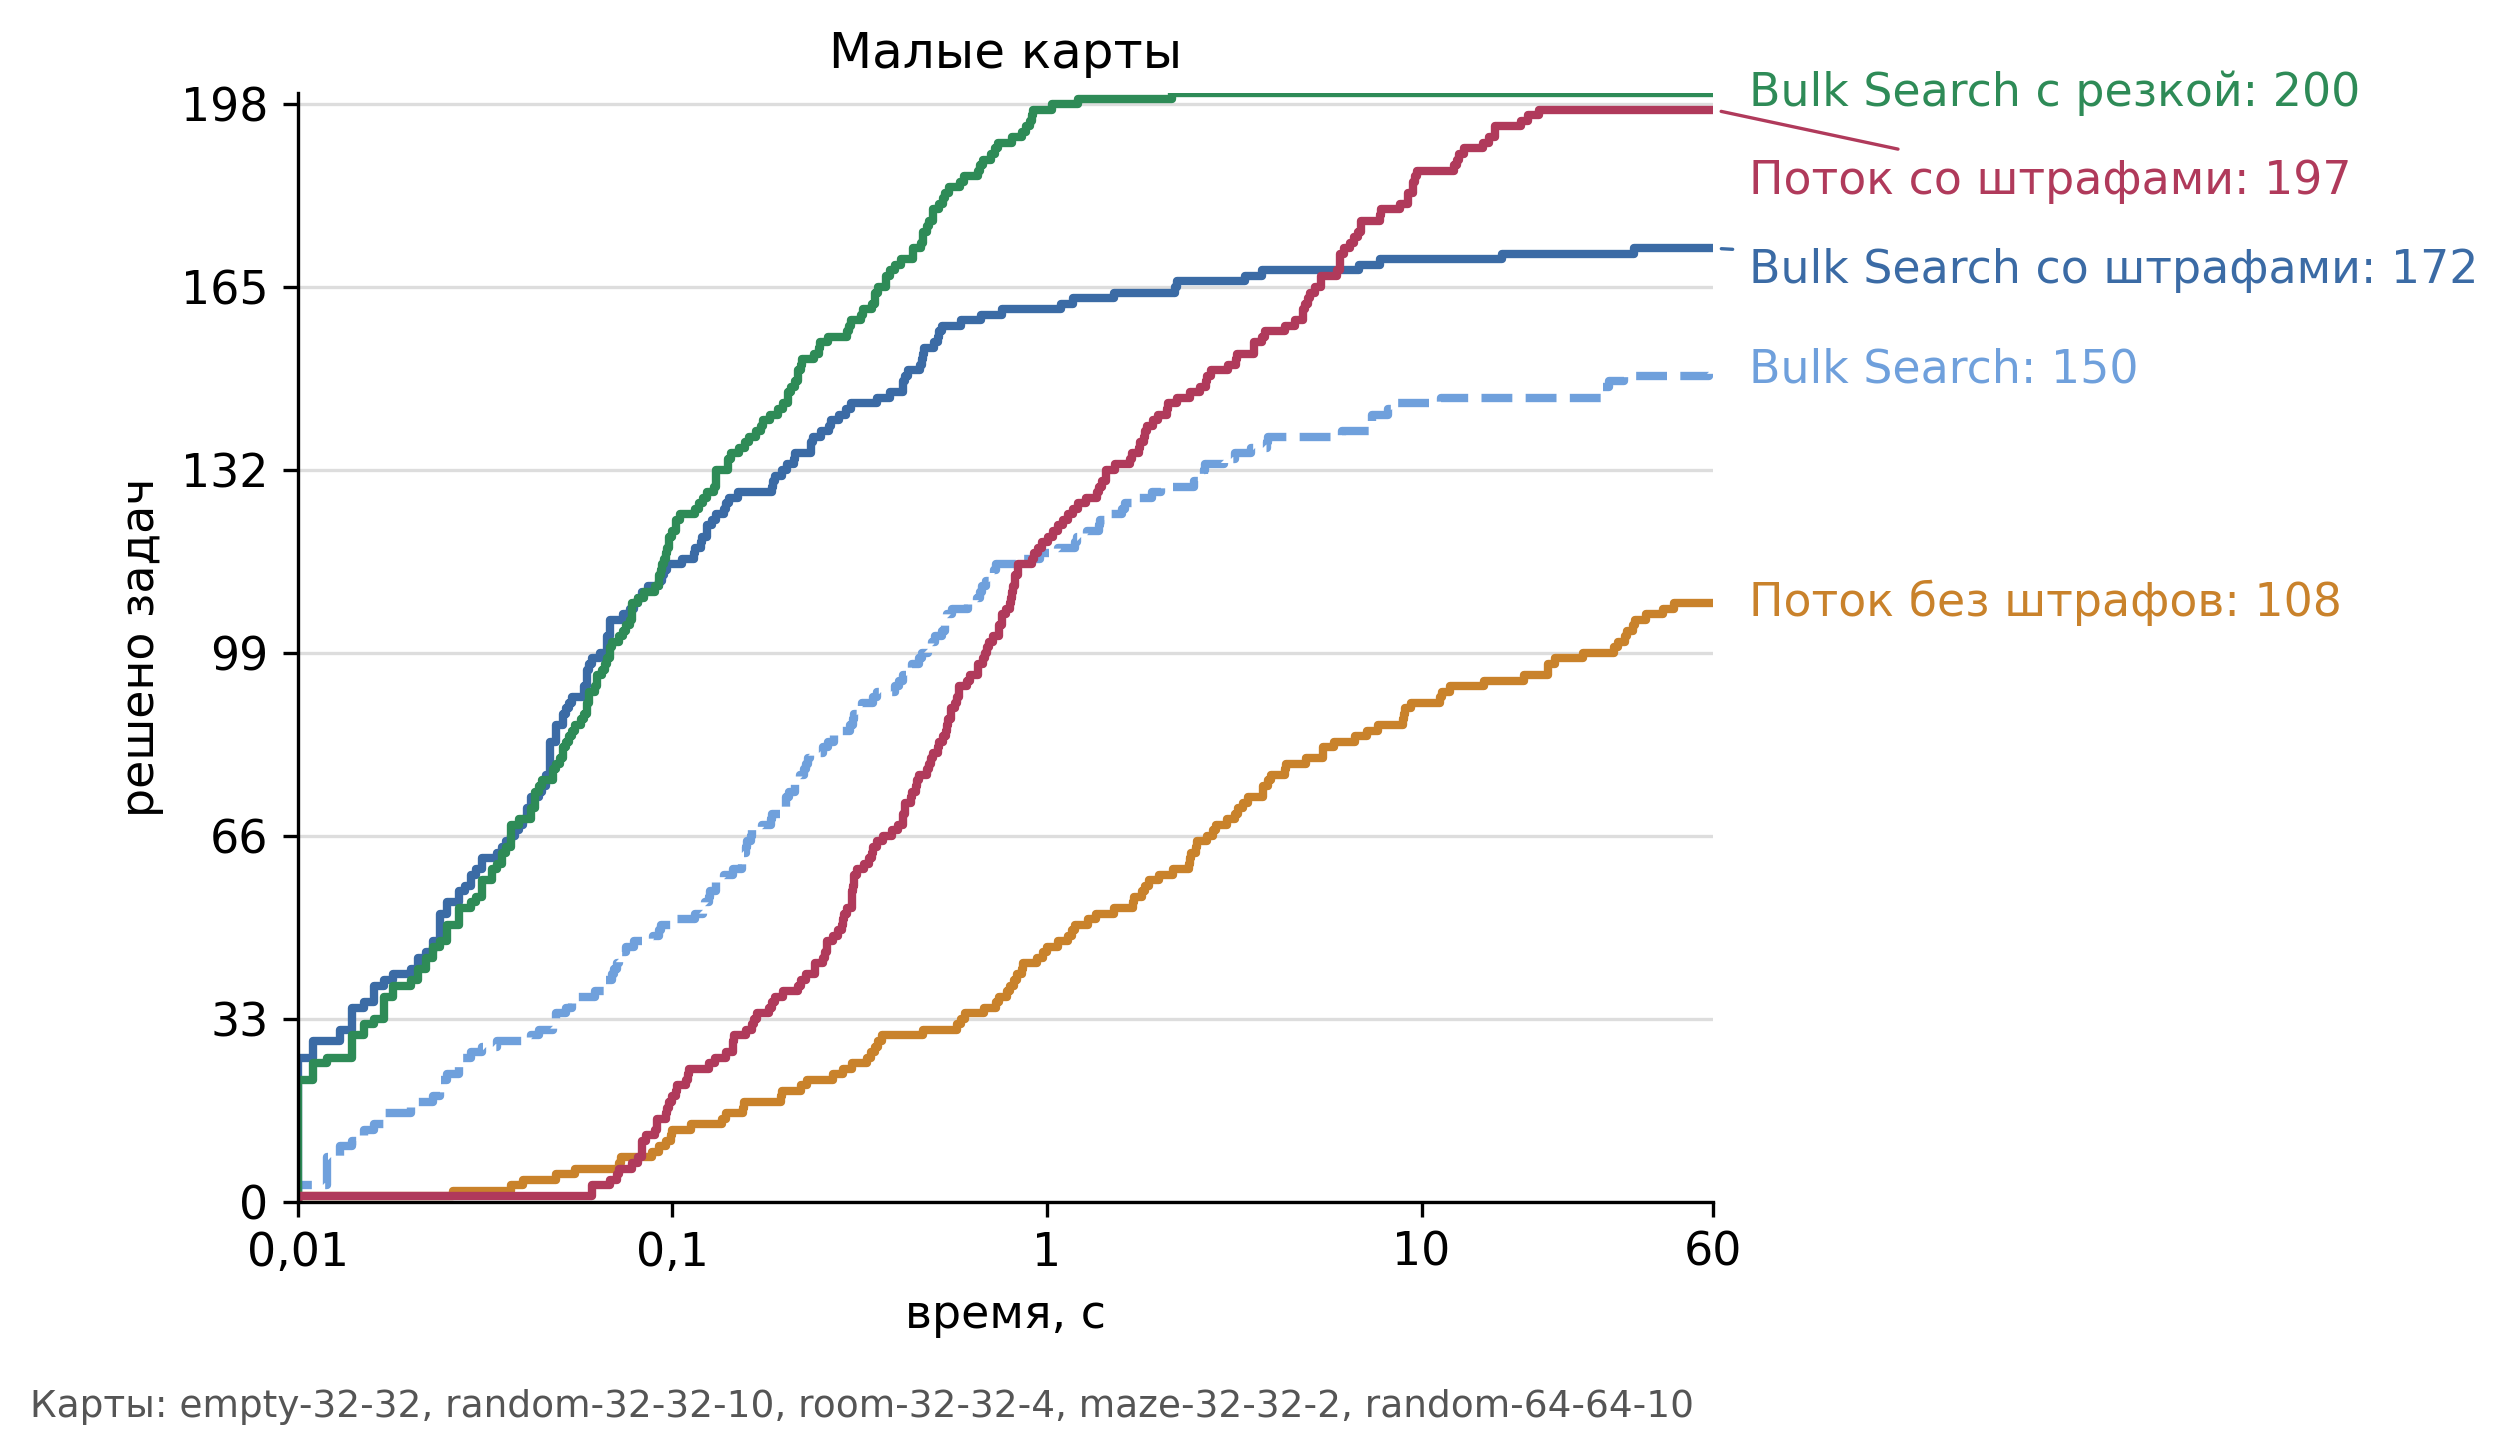 Малые карты
198
165
132
99
66
33
0
решено задач
0,01
0,1
1
10
60
время, с
Bulk Search с резкой: 200
Поток со штрафами: 197
Bulk Search со штрафами: 172
Bulk Search: 150
Поток без штрафов: 108
Карты: empty-32-32, random-32-32-10, room-32-32-4, maze-32-32-2, random-64-64-10